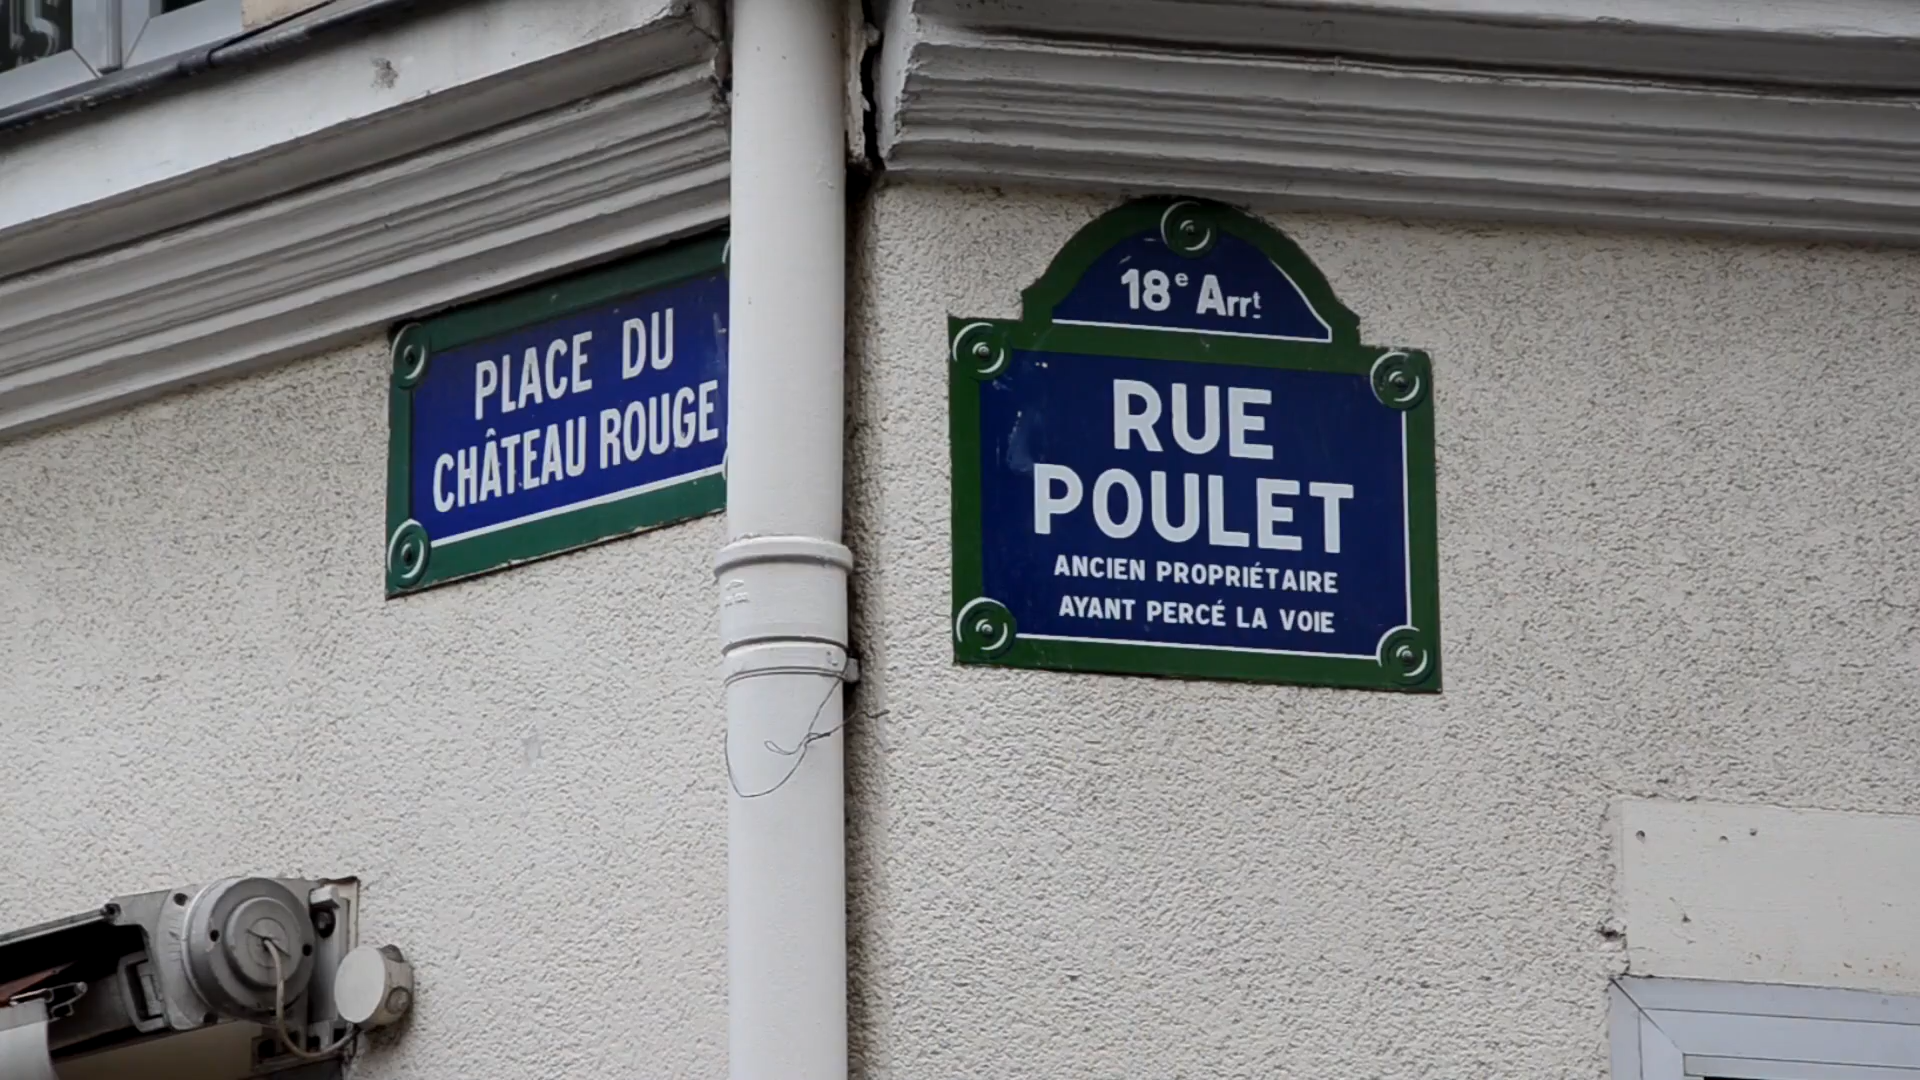 PLACE DU
CHÂTEAU ROUGE
18e Arrt
RUE
POULET
ANCIEN PROPRIÉTAIRE
AYANT PERCÉ LA VOIE